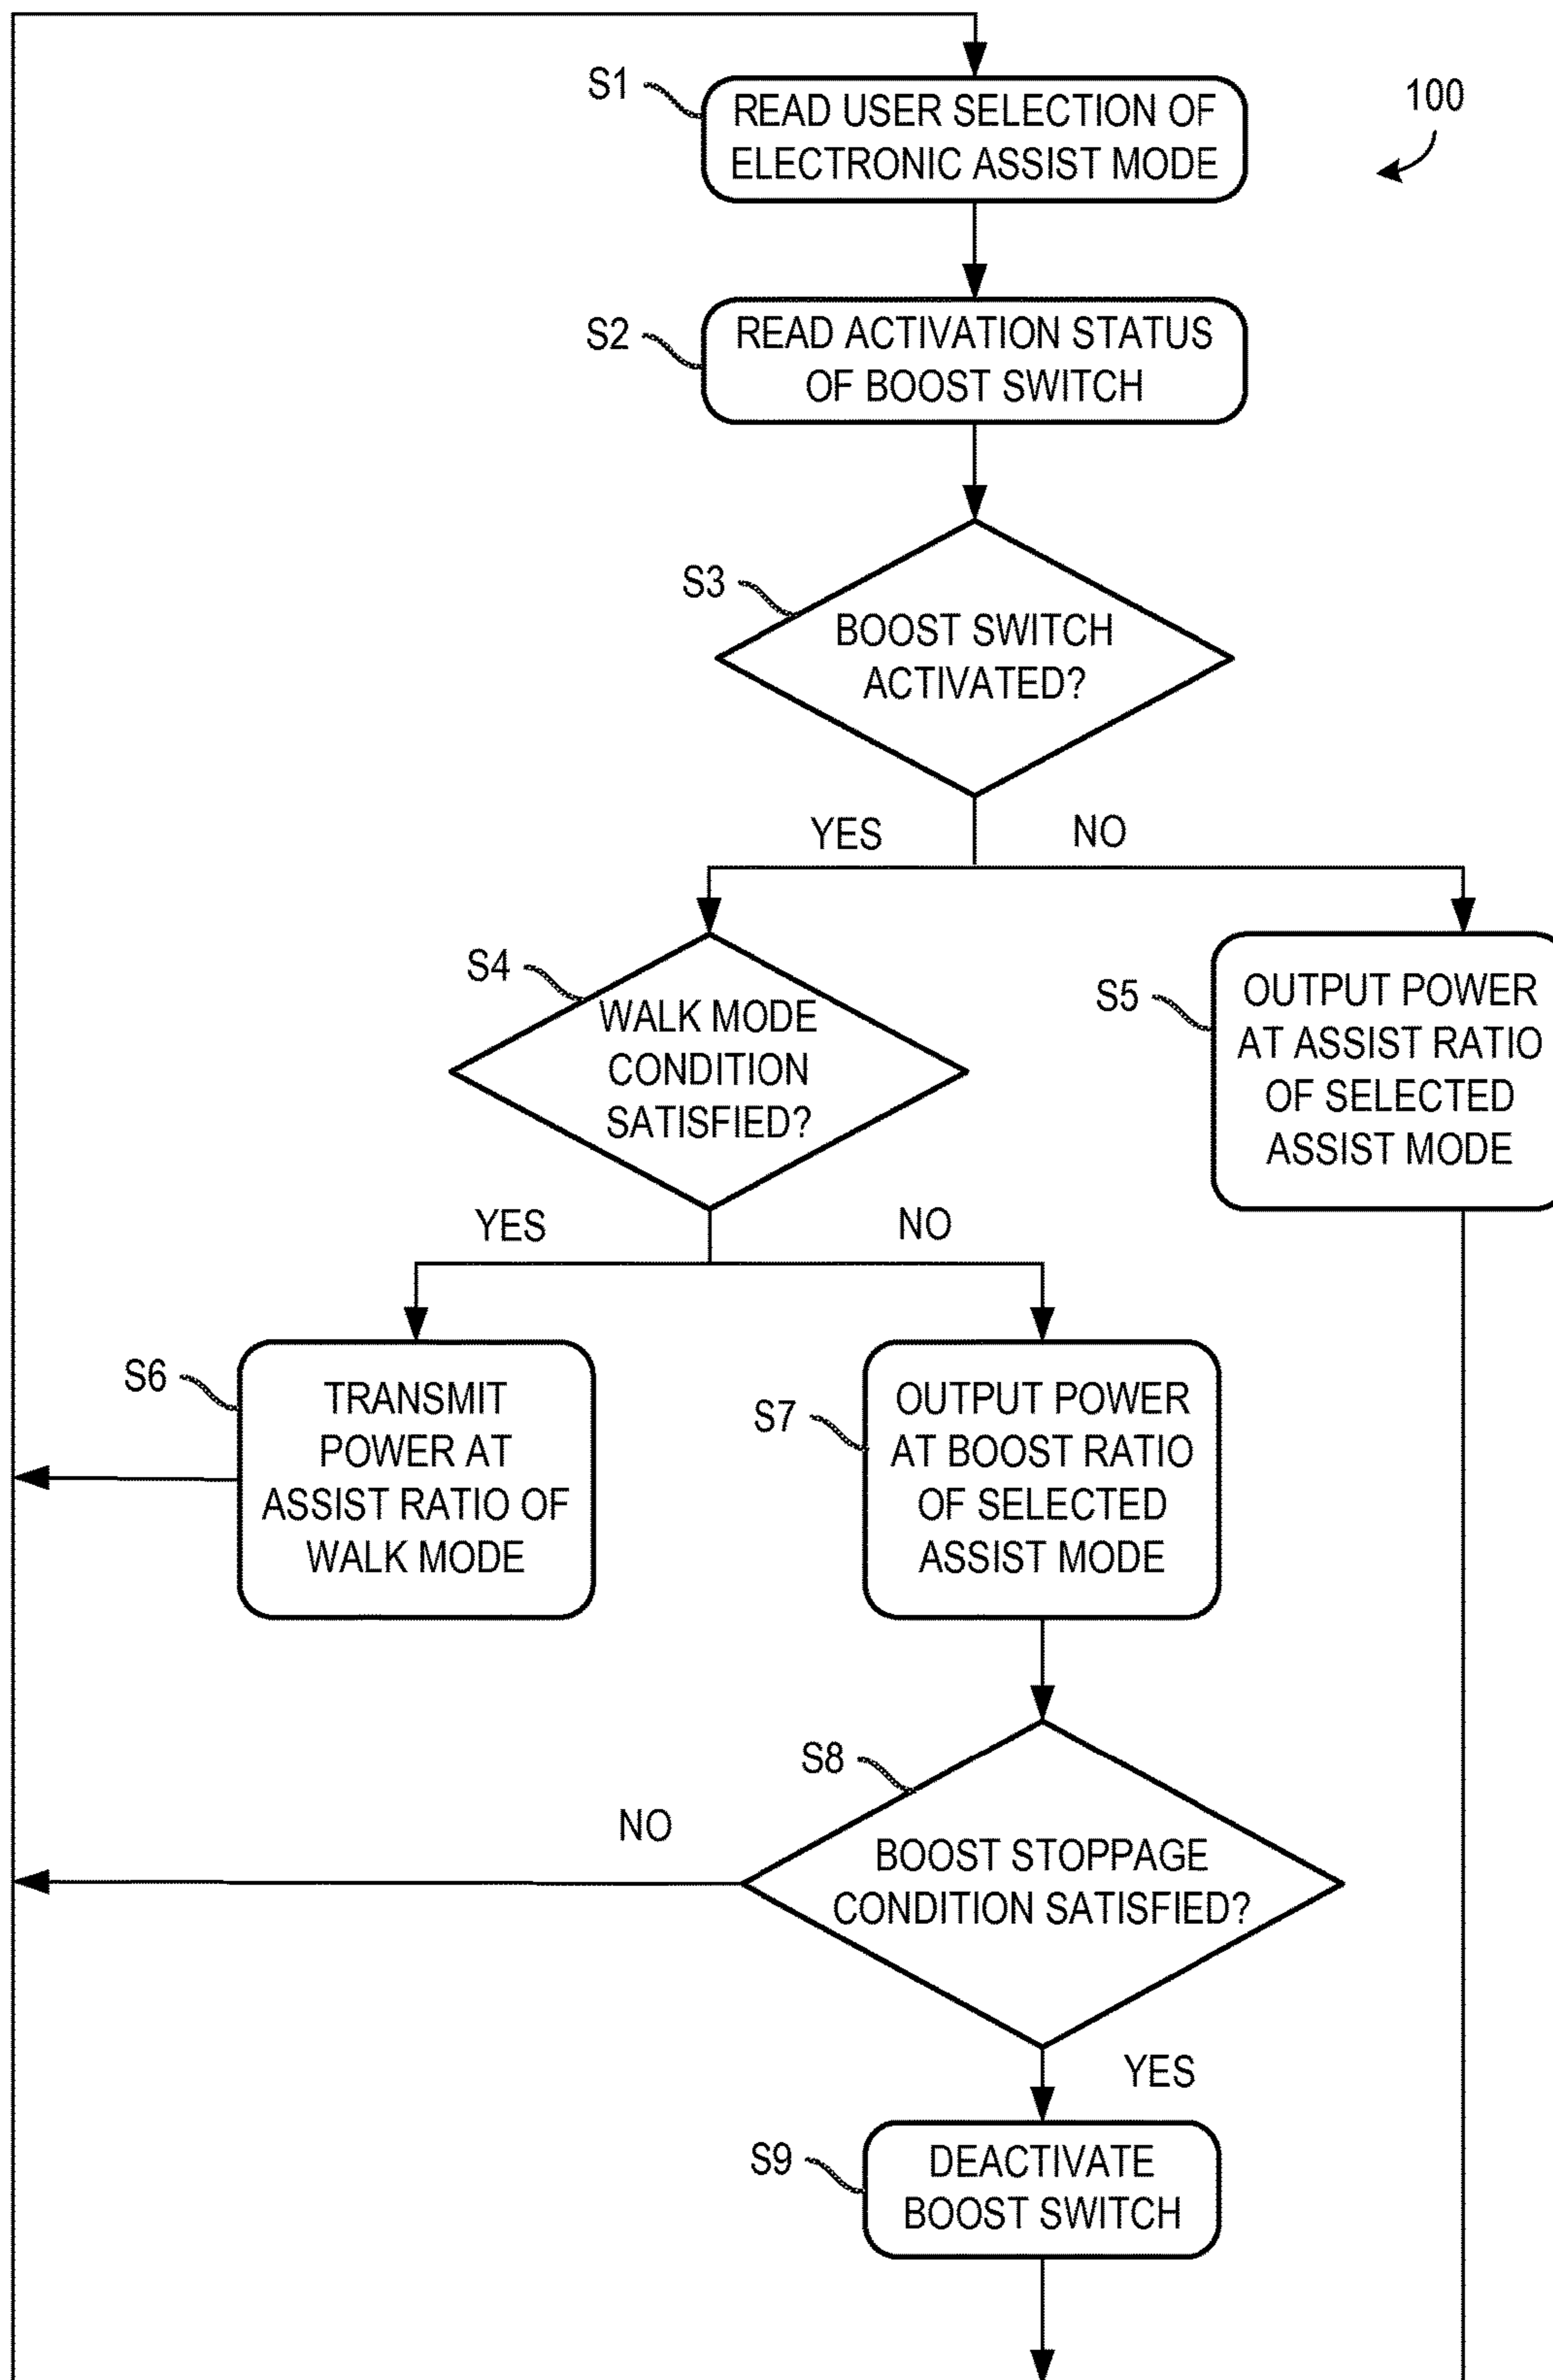 S1
READ USER SELECTION OF
ELECTRONIC ASSIST MODE
100
S2
READ ACTIVATION STATUS
OF BOOST SWITCH
S3
BOOST SWITCH
ACTIVATED?
YES
NO
S4
WALK MODE
CONDITION
SATISFIED?
S5
OUTPUT POWER
AT ASSIST RATIO
OF SELECTED
ASSIST MODE
YES
NO
S6
TRANSMIT
POWER AT
ASSIST RATIO OF
WALK MODE
S7
OUTPUT POWER
AT BOOST RATIO
OF SELECTED
ASSIST MODE
S8
NO
BOOST STOPPAGE
CONDITION SATISFIED?
YES
S9
DEACTIVATE
BOOST SWITCH